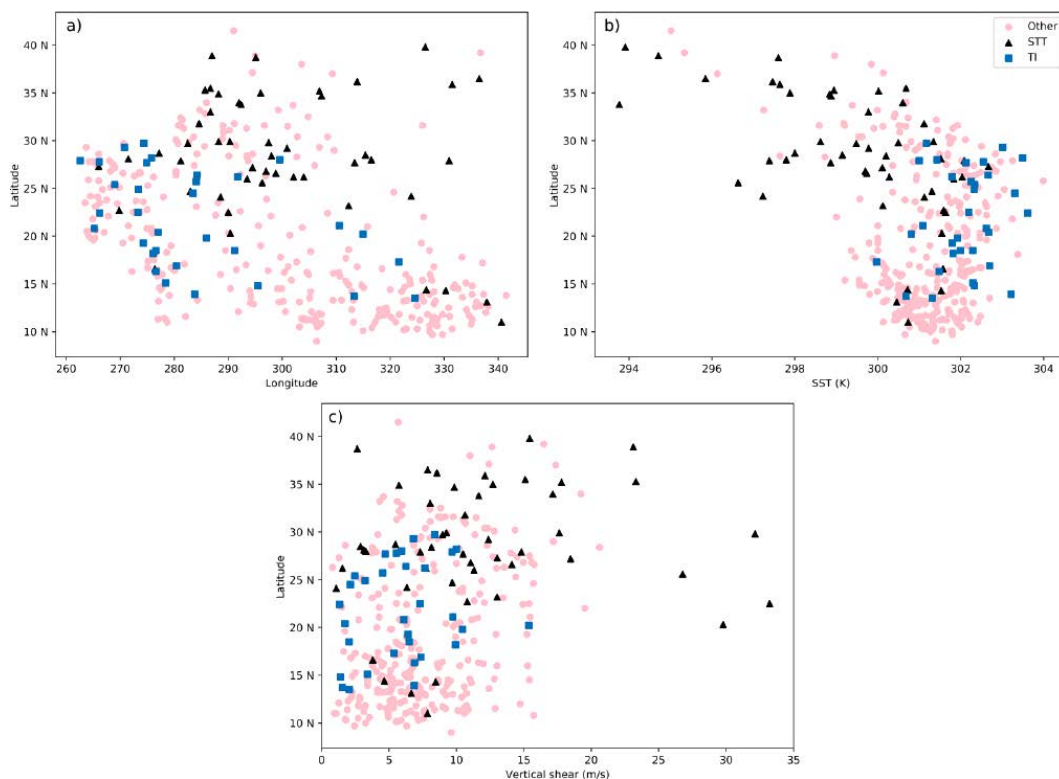 a)
40 N
35 N
30 N
25 N
20 N
15 N
10 N
Latitude
260 270 280 290 300 310 320 330 340
Longitude
b)
Other
STT
TI
40 N
35 N
30 N
25 N
20 N
15 N
10 N
Latitude
294 296 298 300 302 304
SST (K)
c)
40 N
35 N
30 N
25 N
20 N
15 N
10 N
Latitude
0 5 10 15 20 25 30 35
Vertical shear (m/s)